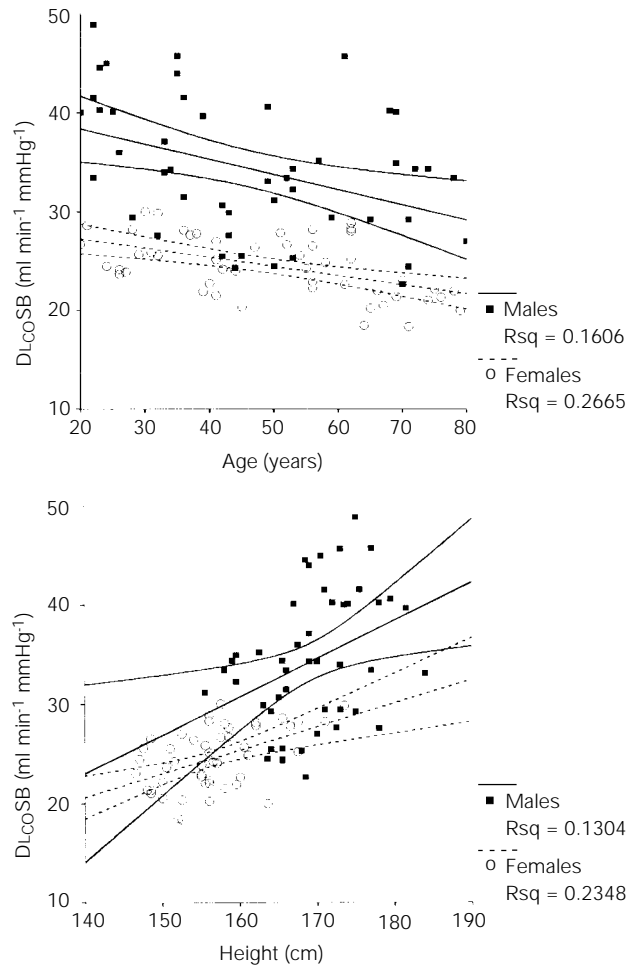 50
40
30
20
10
DLCOSB (ml min-1 mmHg-1)
20 30 40 50 60 70 80
Age (years)
Males
Rsq = 0.1606
Females
Rsq = 0.2665
50
40
30
20
10
DLCOSB (ml min-1 mmHg-1)
140 150 160 170 180 190
Height (cm)
Males
Rsq = 0.1304
Females
Rsq = 0.2348